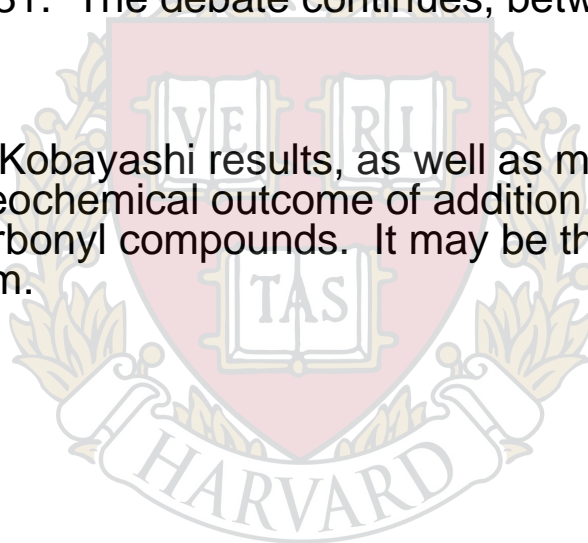 31. The debate continues, betw
Kobayashi results, as well as m
eochemical outcome of addition
rbonyl compounds. It may be th
m.
VE RI
TAS
HARVARD